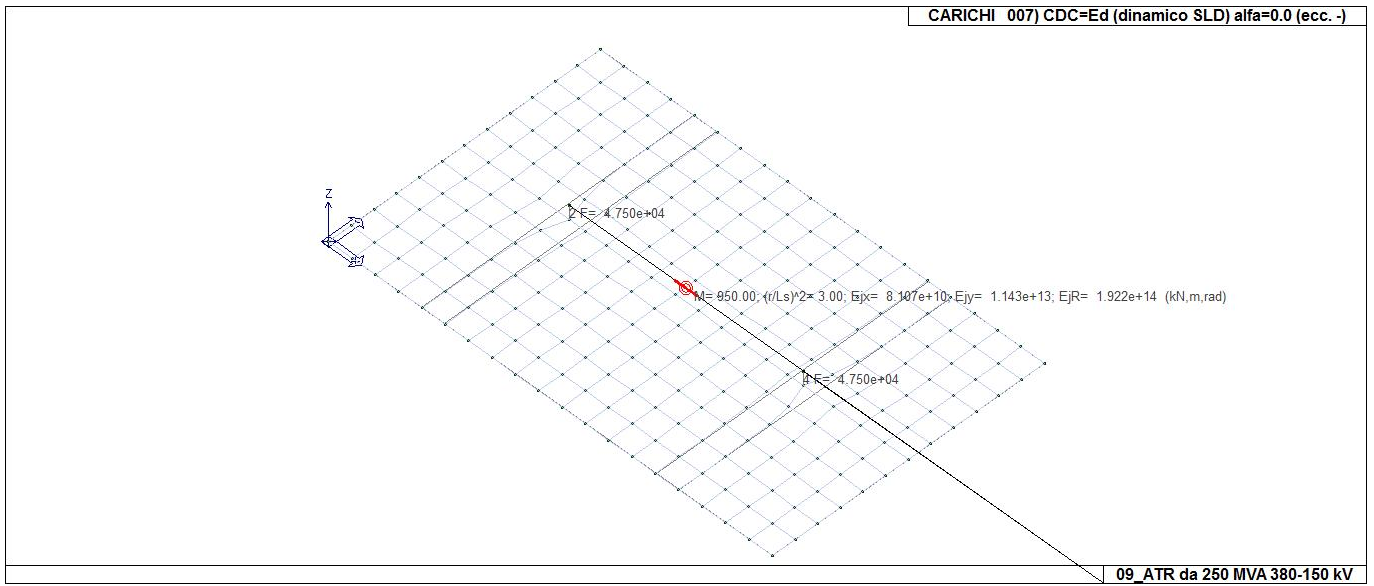 CARICHI 007) CDC=Ed (dinamico SLD) alfa=0.0 (ecc. -)
Z
2 F= 4.750e+04
M= 950.00; (r/Ls)^2= 3.00; Ejx= 8.107e+10; Ejy= 1.143e+13; EjR= 1.922e+14 (kN,m,rad)
4 F= 4.750e+04
09_ATR da 250 MVA 380-150 kV